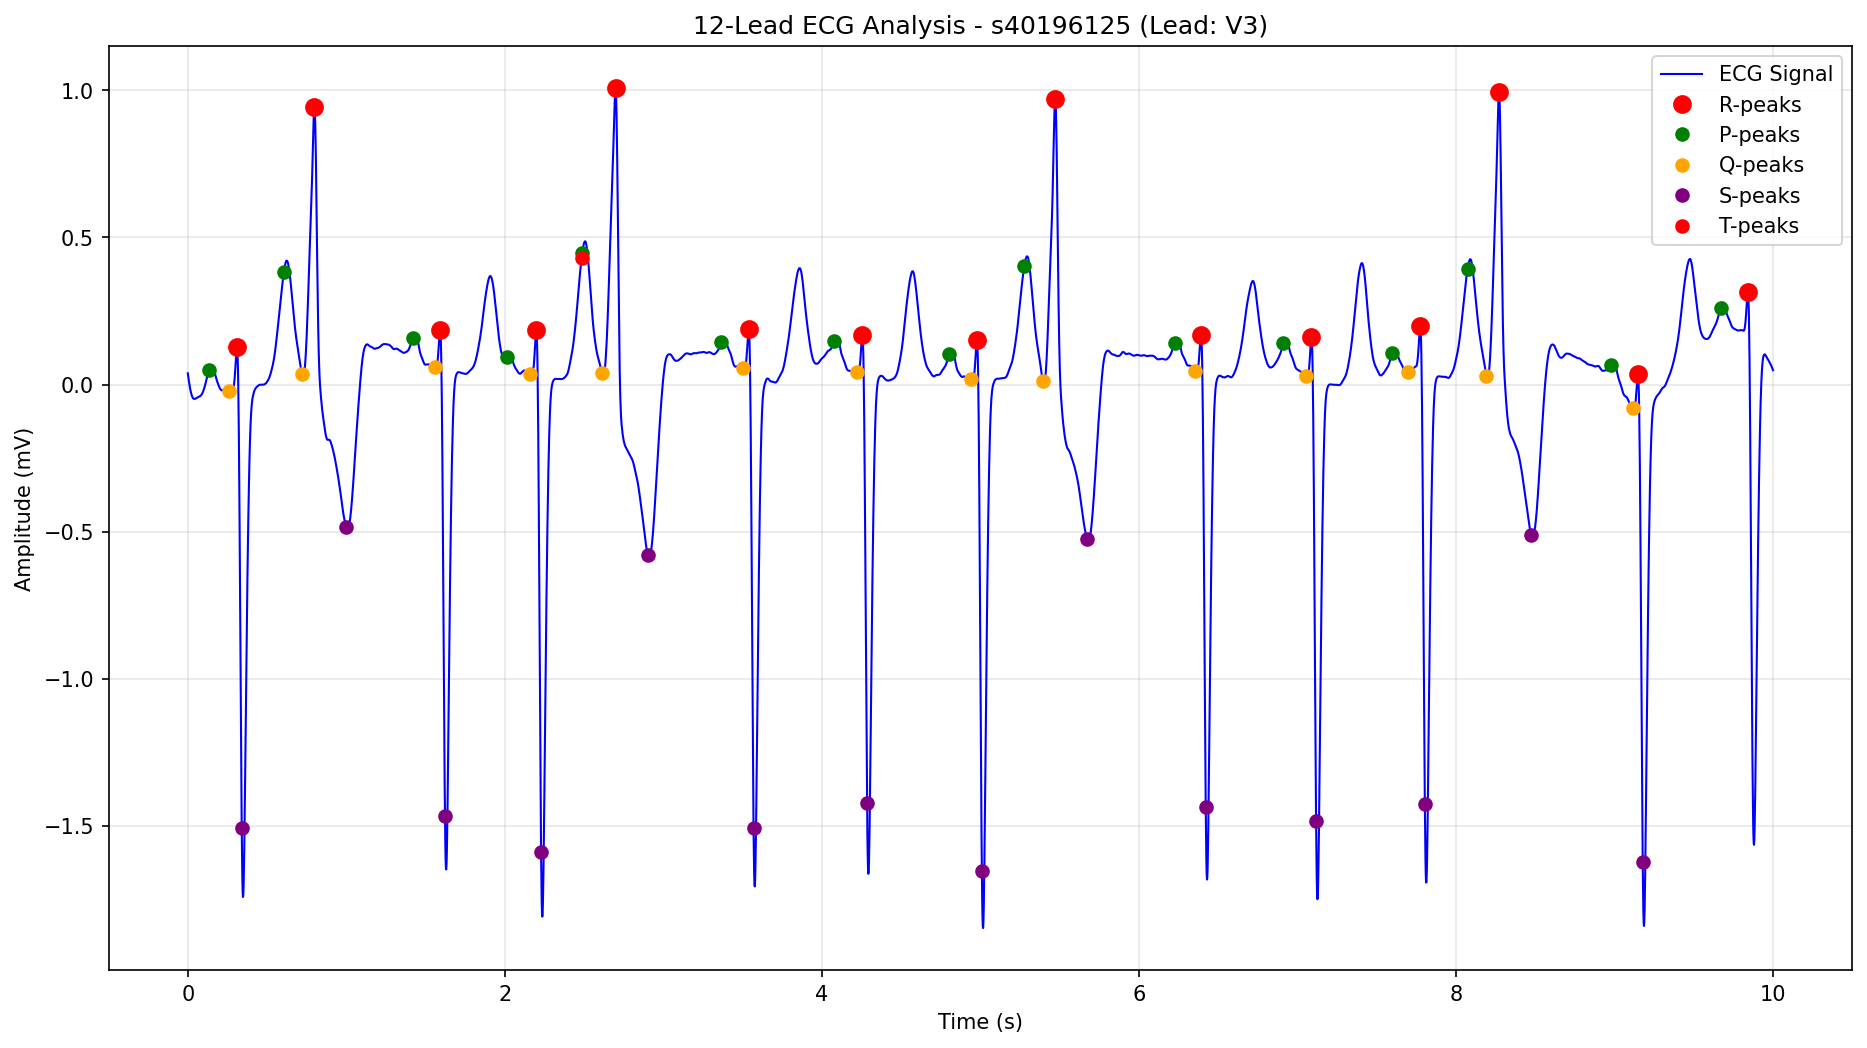 12-Lead ECG Analysis - s40196125 (Lead: V3)
ECG Signal
R-peaks
P-peaks
Q-peaks
S-peaks
T-peaks
Amplitude (mV)
1.0
0.5
0.0
−0.5
−1.0
−1.5
0 2 4 6 8 10
Time (s)